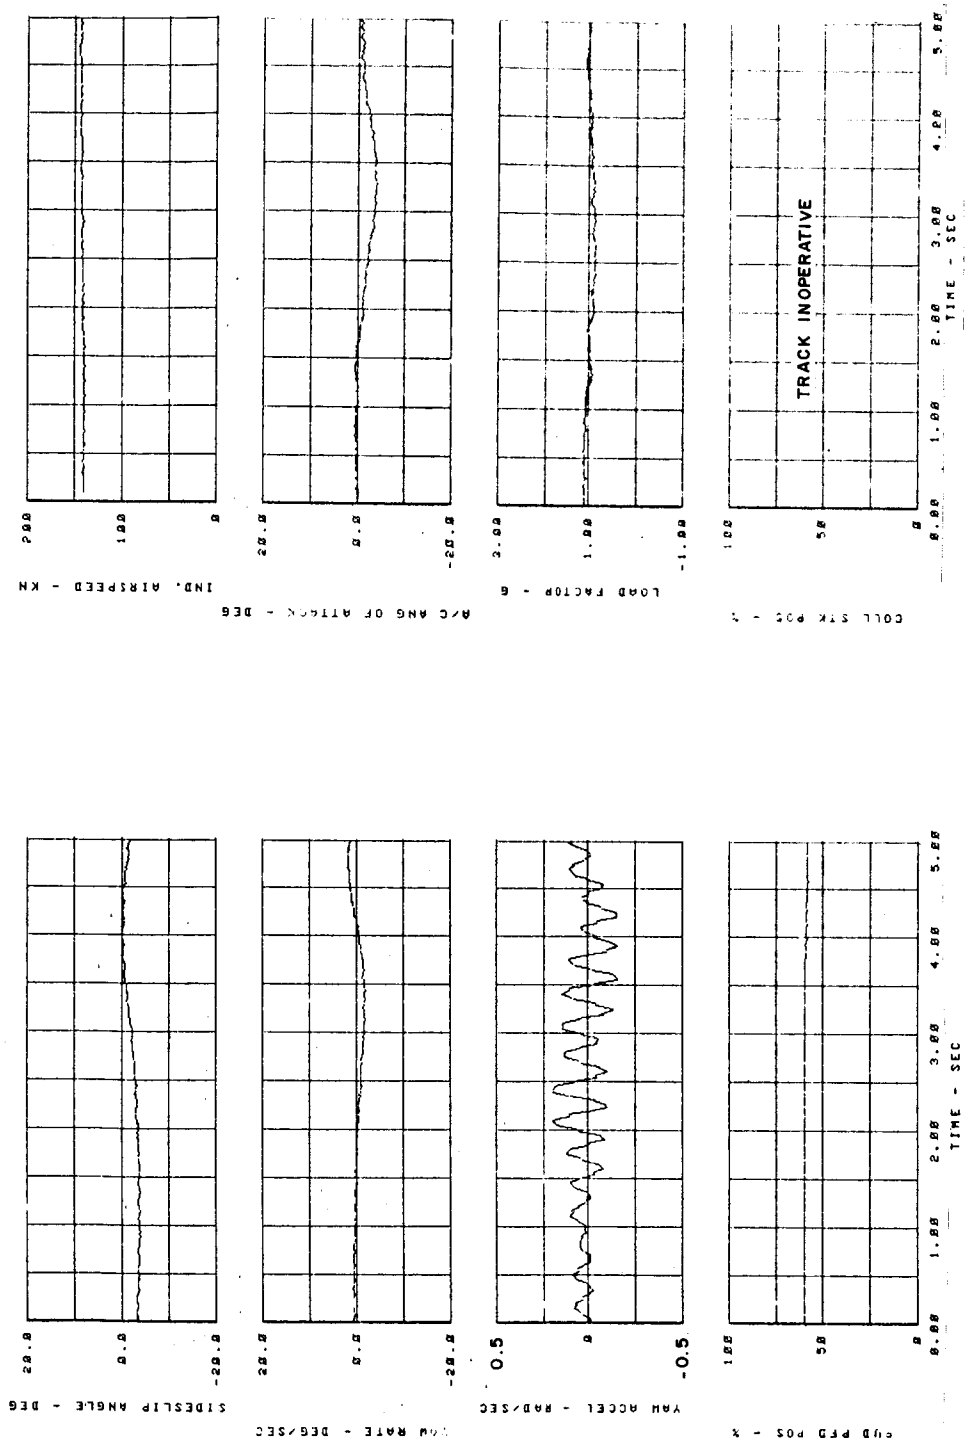 IND. AIRSPEED - KN
200
100
0
A/C ANG OF ATTACK - DEG
20.0
0.0
-20.0
LOAD FACTOR - G
3.00
1.00
-1.00
COLL STK POS - %
100
50
0
TRACK INOPERATIVE
0.00 1.00 2.00 3.00 4.00 5.00
TIME - SEC
SIDESLIP ANGLE - DEG
20.0
0.0
-20.0
RATE - DEG/SEC
20.0
0.0
-20.0
YAW ACCEL - RAD/SEC
0.5
0
-0.5
POS - %
100
50
0
0.00 1.00 2.00 3.00 4.00 5.00
TIME - SEC